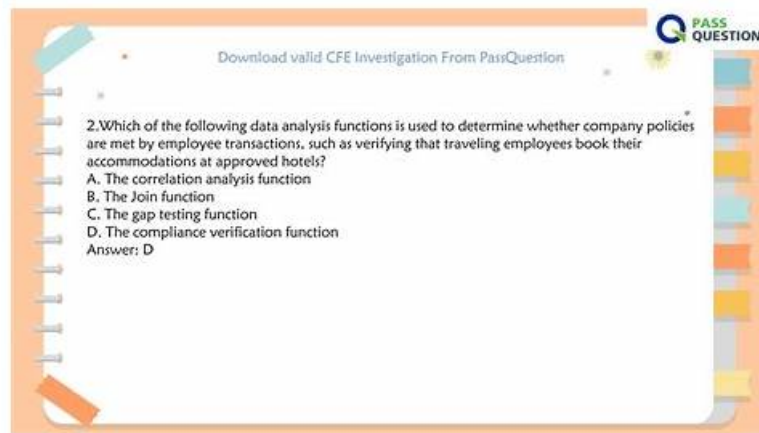 PASS
QUESTION
Download valid CFE Investigation From PassQuestion
2.Which of the following data analysis functions is used to determine whether company policies
are met by employee transactions, such as verifying that traveling employees book their
accommodations at approved hotels?
A. The correlation analysis function
B. The Join function
C. The gap testing function
D. The compliance verification function
Answer: D